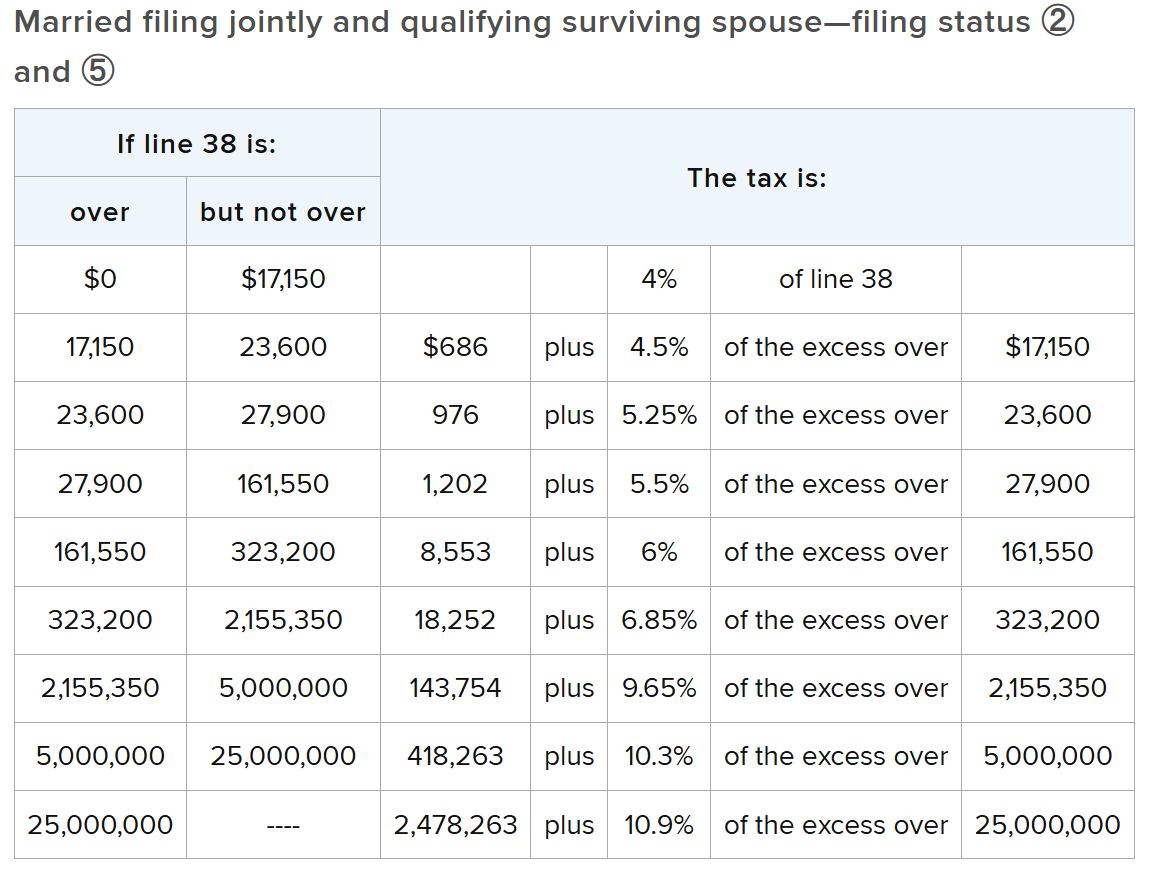 Married filing jointly and qualifying surviving spouse—filing status ②
and ⑤
If line 38 is:
The tax is:
over but not over
$0 $17,150 4% of line 38
17,150 23,600 $686 plus 4.5% of the excess over $17,150
23,600 27,900 976 plus 5.25% of the excess over 23,600
27,900 161,550 1,202 plus 5.5% of the excess over 27,900
161,550 323,200 8,553 plus 6% of the excess over 161,550
323,200 2,155,350 18,252 plus 6.85% of the excess over 323,200
2,155,350 5,000,000 143,754 plus 9.65% of the excess over 2,155,350
5,000,000 25,000,000 418,263 plus 10.3% of the excess over 5,000,000
25,000,000 ---- 2,478,263 plus 10.9% of the excess over 25,000,000